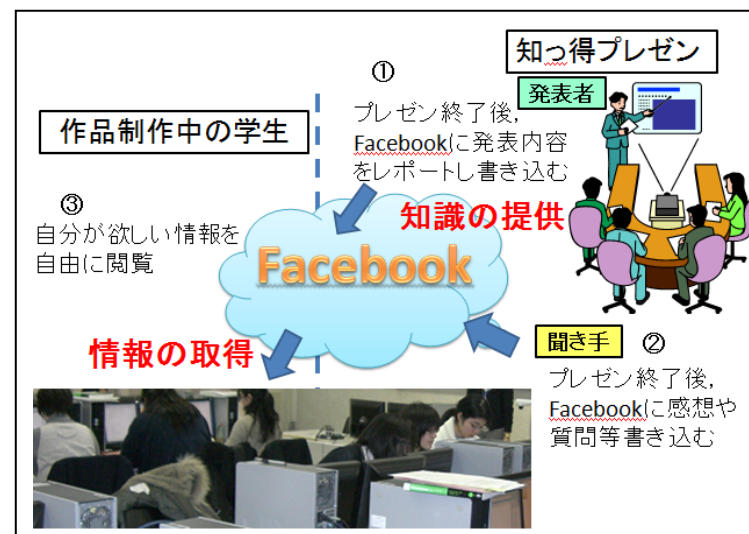 知っ得プレゼン
発表者
①
プレゼン終了後,
Facebookに発表内容
をレポートし書き込む
作品制作中の学生
③
自分が欲しい情報を
自由に閲覧
知識の提供
Facebook
情報の取得
聞き手 ②
プレゼン終了後,
Facebookに感想や
質問等書き込む